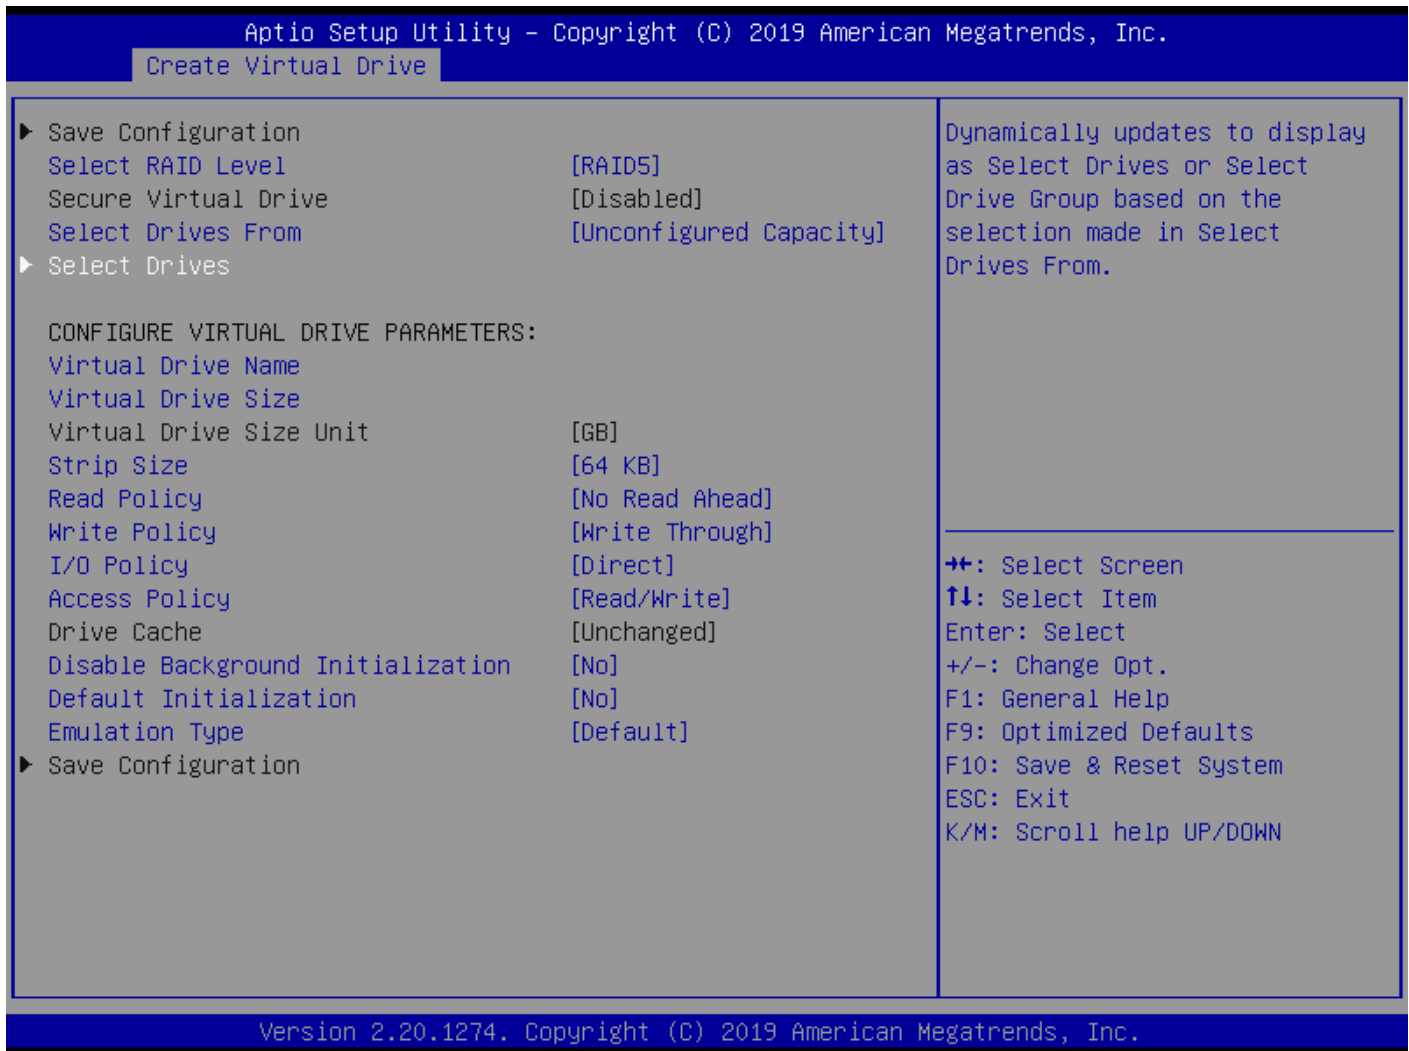 Aptio Setup Utility – Copyright (C) 2019 American Megatrends, Inc.
Create Virtual Drive
▶ Save Configuration
Select RAID Level [RAID5]
Secure Virtual Drive [Disabled]
Select Drives From [Unconfigured Capacity]
▶ Select Drives
CONFIGURE VIRTUAL DRIVE PARAMETERS:
Virtual Drive Name
Virtual Drive Size
Virtual Drive Size Unit [GB]
Strip Size [64 KB]
Read Policy [No Read Ahead]
Write Policy [Write Through]
I/O Policy [Direct]
Access Policy [Read/Write]
Drive Cache [Unchanged]
Disable Background Initialization [No]
Default Initialization [No]
Emulation Type [Default]
▶ Save Configuration
Dynamically updates to display
as Select Drives or Select
Drive Group based on the
selection made in Select
Drives From.
→←: Select Screen
↑↓: Select Item
Enter: Select
+/-: Change Opt.
F1: General Help
F9: Optimized Defaults
F10: Save & Reset System
ESC: Exit
K/M: Scroll help UP/DOWN
Version 2.20.1274. Copyright (C) 2019 American Megatrends, Inc.